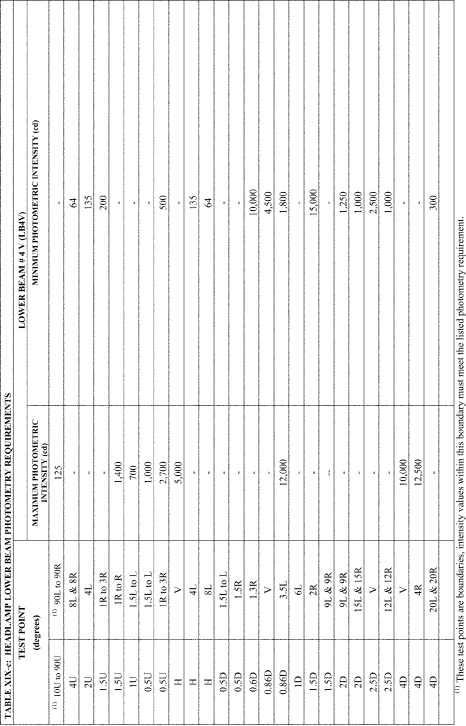 TABLE XIX-c: HEADLAMP LOWER BEAM PHOTOMETRY REQUIREMENTS
TEST POINT LOWER BEAM # 4 V (LB4V)
(degrees) MAXIMUM PHOTOMETRIC MINIMUM PHOTOMETRIC INTENSITY (cd)
INTENSITY (cd)
(1) 10U to 90U (1) 90L to 90R 125 -
4U 8L & 8R - 64
2U 4L - 135
1.5U 1R to 3R - 200
1.5U 1R to R 1,400 -
1U 1.5L to L 700 -
0.5U 1.5L to L 1,000 -
0.5U 1R to 3R 2,700 500
H V 5,000 -
H 4L - 135
H 8L - 64
0.5D 1.5L to L - -
0.5D 1.5R - -
0.6D 1.3R - 10,000
0.86D V - 4,500
0.86D 3.5L 12,000 1,800
1D 6L - -
1.5D 2R - 15,000
1.5D 9L & 9R -- -
2D 9L & 9R - 1,250
2D 15L & 15R - 1,000
2.5D V - 2,500
2.5D 12L & 12R - 1,000
4D V 10,000 -
4D 4R 12,500 -
4D 20L & 20R - 300
(1) These test points are boundaries, intensity values within this boundary must meet the listed photometry requirement.